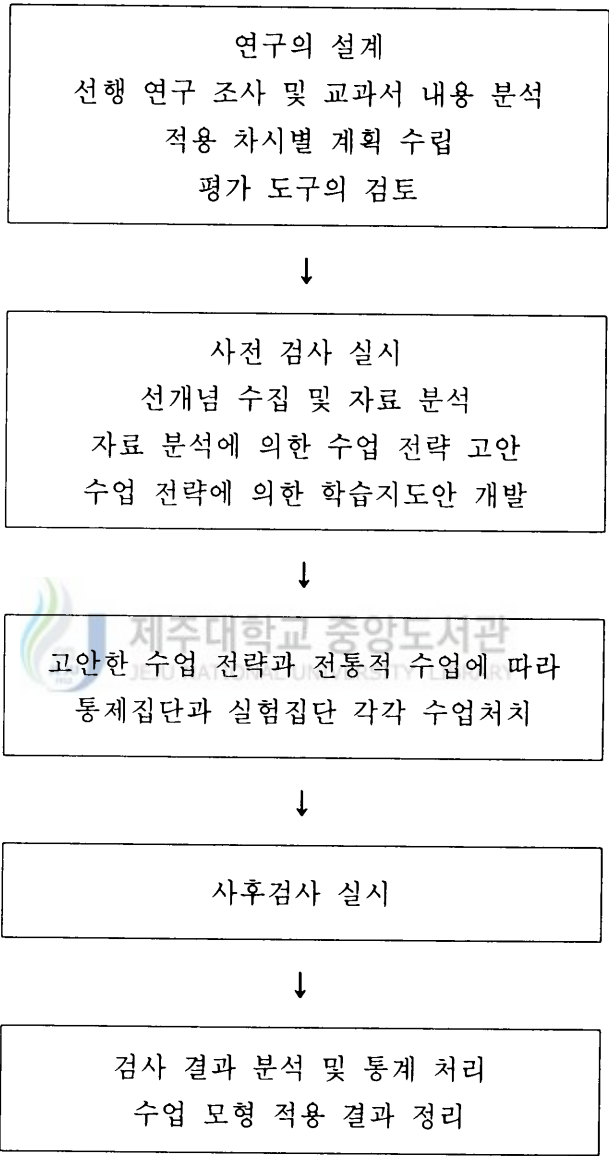 연구의 설계
선행 연구 조사 및 교과서 내용 분석
적용 차시별 계획 수립
평가 도구의 검토
↓
사전 검사 실시
선개념 수집 및 자료 분석
자료 분석에 의한 수업 전략 고안
수업 전략에 의한 학습지도안 개발
↓
제주대학교 중앙도서관
JEJU NATIONAL UNIVERSITY LIBRARY
고안한 수업 전략과 전통적 수업에 따라
통제집단과 실험집단 각각 수업처치
↓
사후검사 실시
↓
검사 결과 분석 및 통계 처리
수업 모형 적용 결과 정리